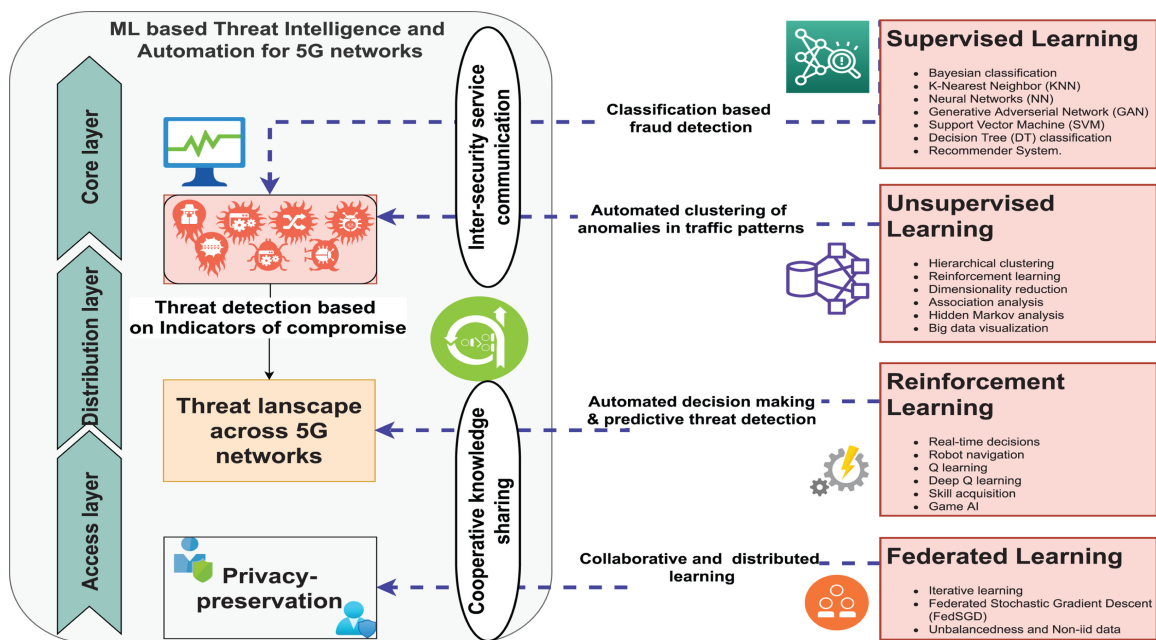 ML based Threat Intelligence and
Automation for 5G networks
Core layer
Distribution layer
Access layer
Inter-security service
communication
Threat detection based
on Indicators of compromise
Threat lanscape
across 5G
networks
Cooperative knowledge
sharing
Privacy-
preservation
Classification based
fraud detection
Automated clustering of
anomalies in traffic patterns
Automated decision making
& predictive threat detection
Collaborative and distributed
learning
Supervised Learning
• Bayesian classification
• K-Nearest Neighbor (KNN)
• Neural Networks (NN)
• Generative Adverserial Network (GAN)
• Support Vector Machine (SVM)
• Decision Tree (DT) classification
• Recommender System.
Unsupervised
Learning
• Hierarchical clustering
• Reinforcement learning
• Dimensionality reduction
• Association analysis
• Hidden Markov analysis
• Big data visualization
Reinforcement
Learning
• Real-time decisions
• Robot navigation
• Q learning
• Deep Q learning
• Skill acquisition
• Game AI
Federated Learning
• Iterative learning
• Federated Stochastic Gradient Descent
(FedSGD)
• Unbalancedness and Non-iid data